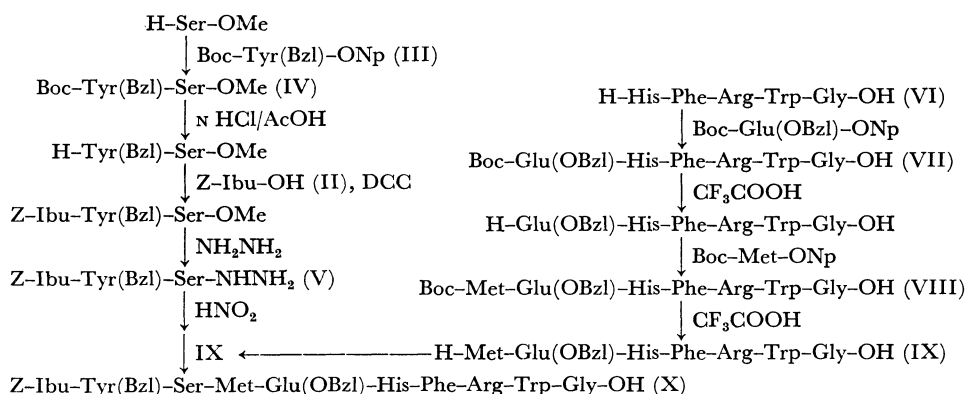 H–Ser–OMe
Boc–Tyr(Bzl)–ONp (III)
Boc–Tyr(Bzl)–Ser–OMe (IV)
N HCl/AcOH
H–Tyr(Bzl)–Ser–OMe
Z–Ibu–OH (II), DCC
Z–Ibu–Tyr(Bzl)–Ser–OMe
NH₂NH₂
Z–Ibu–Tyr(Bzl)–Ser–NHNH₂ (V)
HNO₂
IX
H–His–Phe–Arg–Trp–Gly–OH (VI)
Boc–Glu(OBzl)–ONp
Boc–Glu(OBzl)–His–Phe–Arg–Trp–Gly–OH (VII)
CF₃COOH
H–Glu(OBzl)–His–Phe–Arg–Trp–Gly–OH
Boc–Met–ONp
Boc–Met–Glu(OBzl)–His–Phe–Arg–Trp–Gly–OH (VIII)
CF₃COOH
H–Met–Glu(OBzl)–His–Phe–Arg–Trp–Gly–OH (IX)
Z–Ibu–Tyr(Bzl)–Ser–Met–Glu(OBzl)–His–Phe–Arg–Trp–Gly–OH (X)